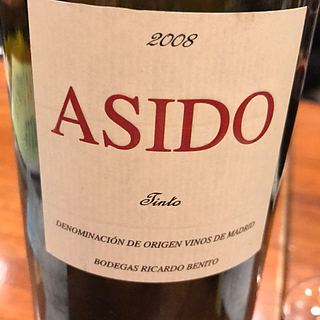 2008
ASIDO
Tinto
DENOMINACIÓN DE ORIGEN VINOS DE MADRID
BODEGAS RICARDO BENITO